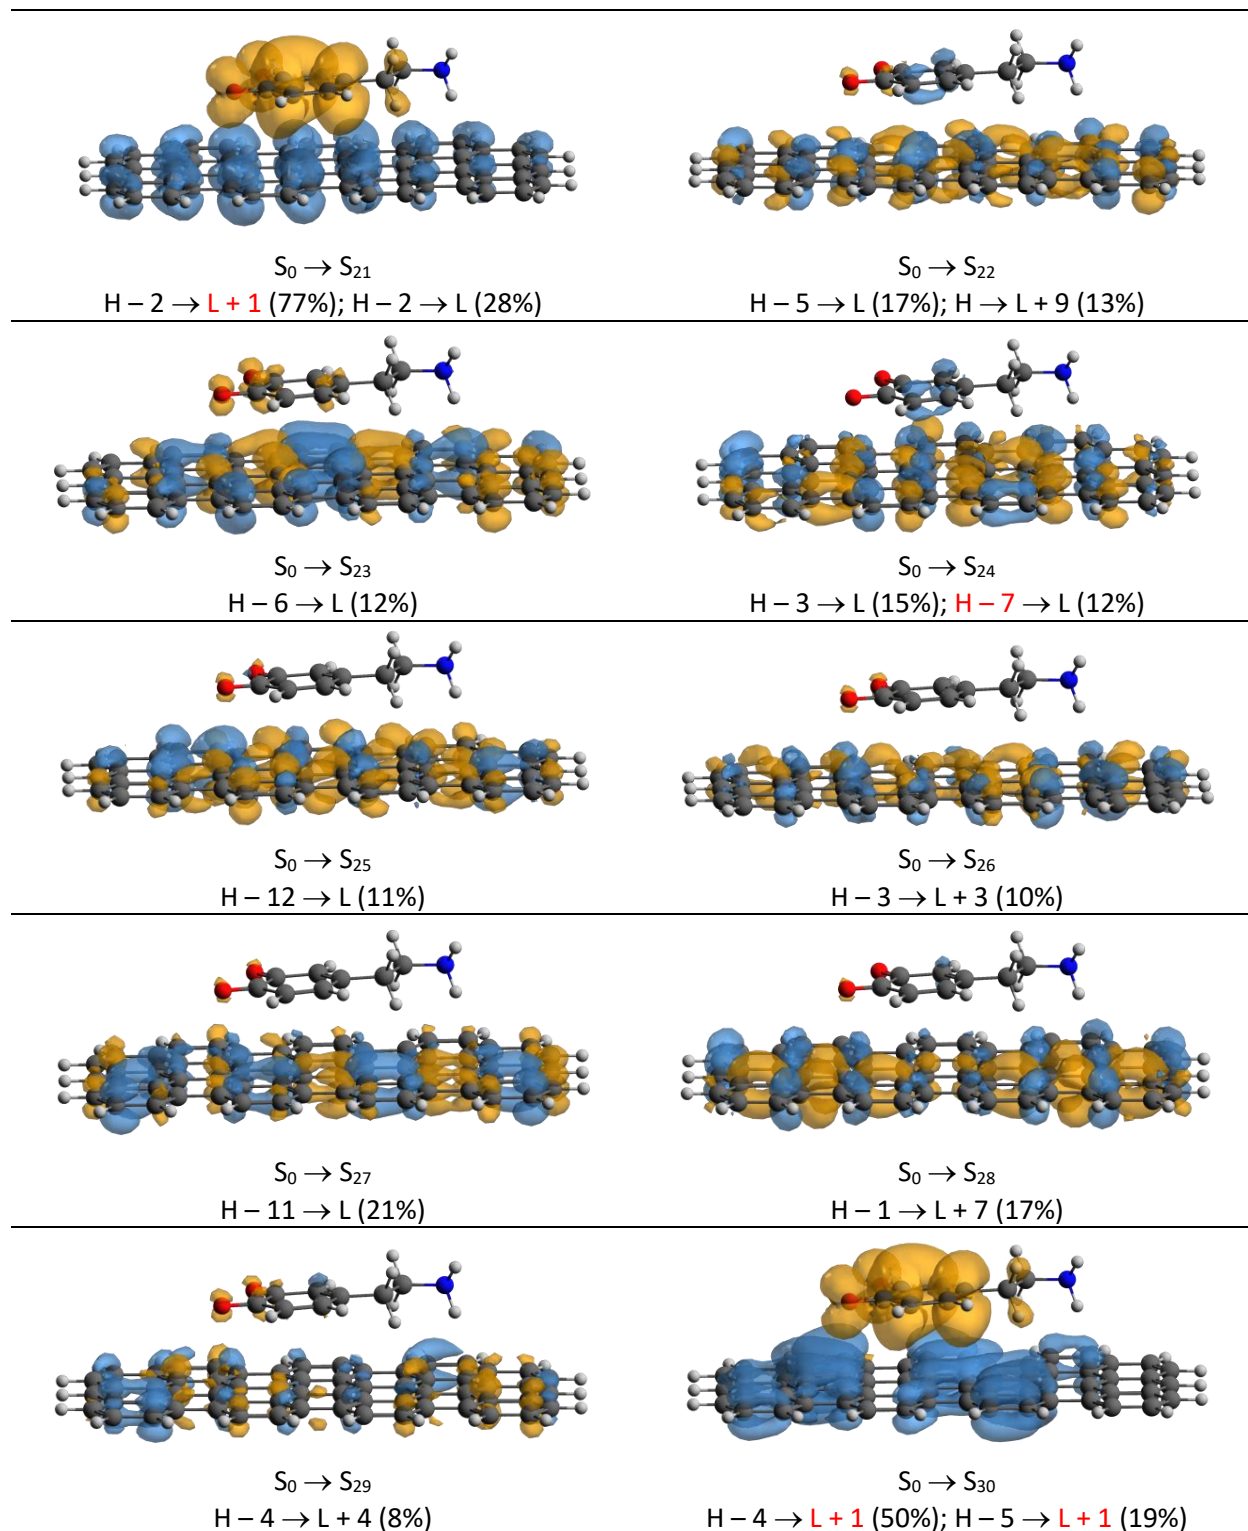 S₀ → S₂₁
H – 2 → L + 1 (77%); H – 2 → L (28%)
S₀ → S₂₂
H – 5 → L (17%); H → L + 9 (13%)
S₀ → S₂₃
H – 6 → L (12%)
S₀ → S₂₄
H – 3 → L (15%); H – 7 → L (12%)
S₀ → S₂₅
H – 12 → L (11%)
S₀ → S₂₆
H – 3 → L + 3 (10%)
S₀ → S₂₇
H – 11 → L (21%)
S₀ → S₂₈
H – 1 → L + 7 (17%)
S₀ → S₂₉
H – 4 → L + 4 (8%)
S₀ → S₃₀
H – 4 → L + 1 (50%); H – 5 → L + 1 (19%)